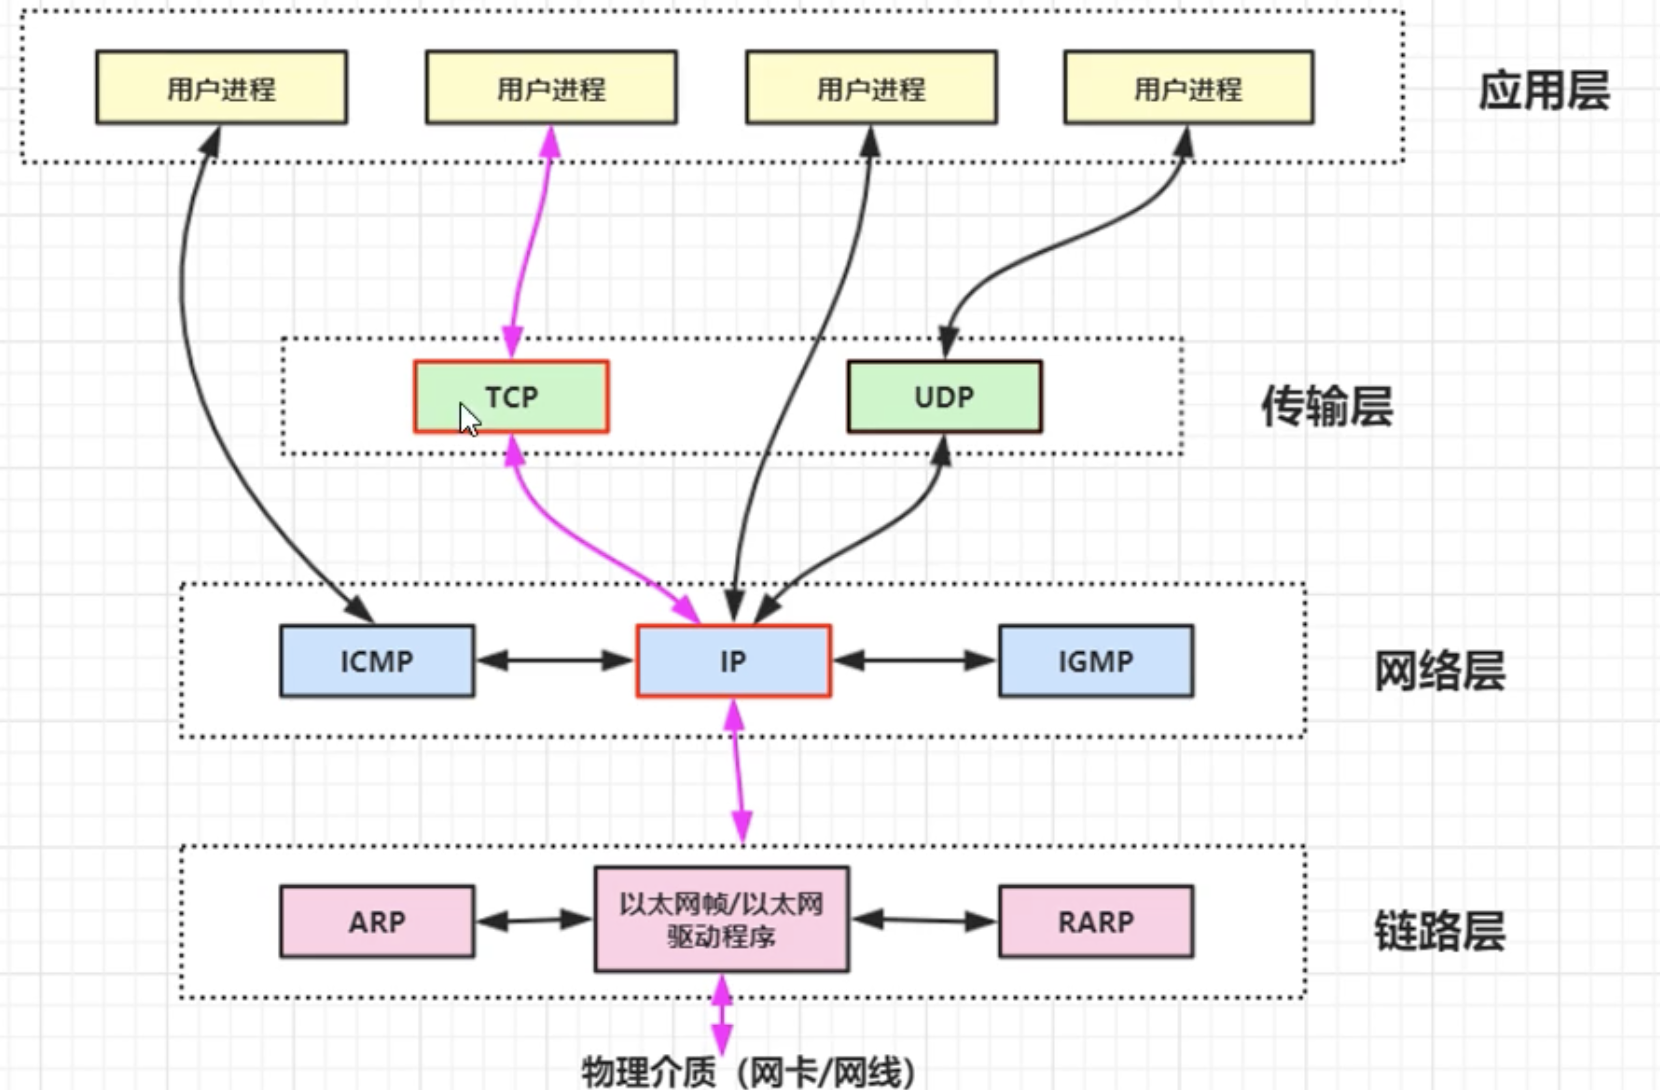 用户进程
用户进程
用户进程
用户进程
应用层
TCP
UDP
传输层
ICMP
IP
IGMP
网络层
ARP
以太网帧/以太网
驱动程序
RARP
链路层
物理介质（网卡/网线）